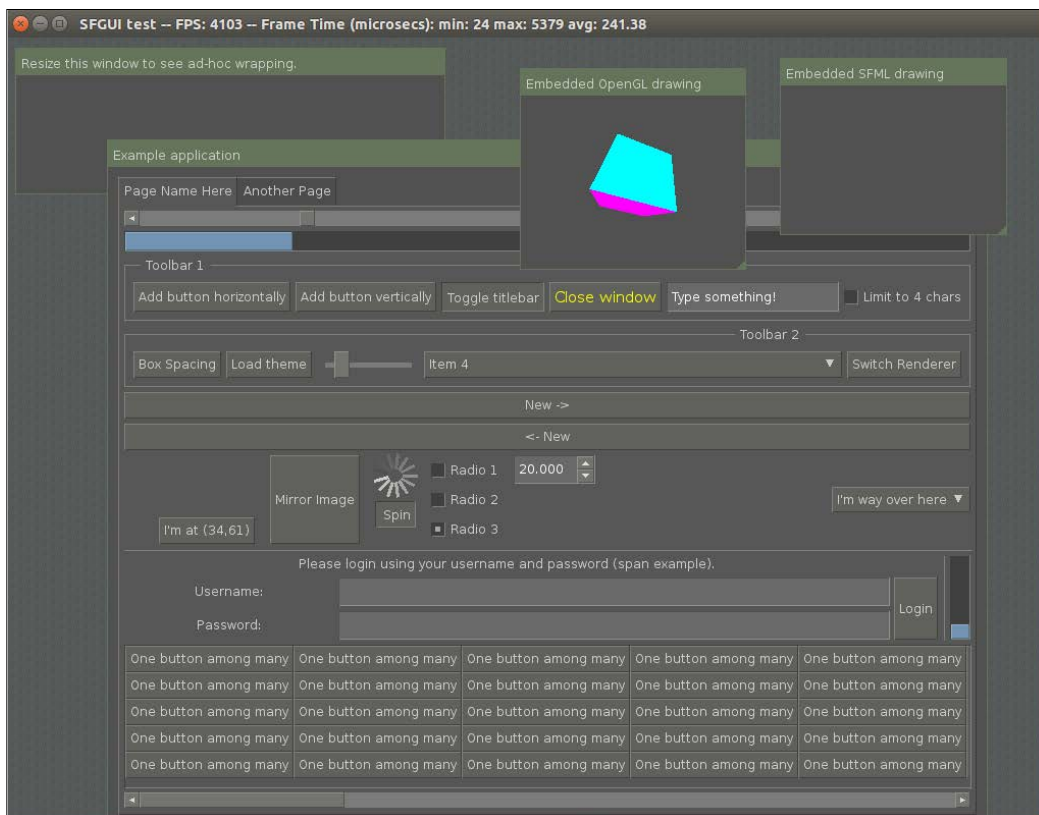 SFGUI test -- FPS: 4103 -- Frame Time (microsecs): min: 24 max: 5379 avg: 241.38
Resize this window to see ad-hoc wrapping.
Embedded OpenGL drawing
Embedded SFML drawing
Example application
Page Name Here Another Page
Toolbar 1
Add button horizontally Add button vertically Toggle titlebar Close window Type something! Limit to 4 chars
Toolbar 2
Box Spacing Load theme Item 4 Switch Renderer
New ->
<- New
Mirror Image Spin Radio 1 20.000
Radio 2 I'm way over here
I'm at (34,61) Radio 3
Please login using your username and password (span example).
Username:
Login
Password:
One button among many One button among many One button among many One button among many One button among many
One button among many One button among many One button among many One button among many One button among many
One button among many One button among many One button among many One button among many One button among many
One button among many One button among many One button among many One button among many One button among many
One button among many One button among many One button among many One button among many One button among many